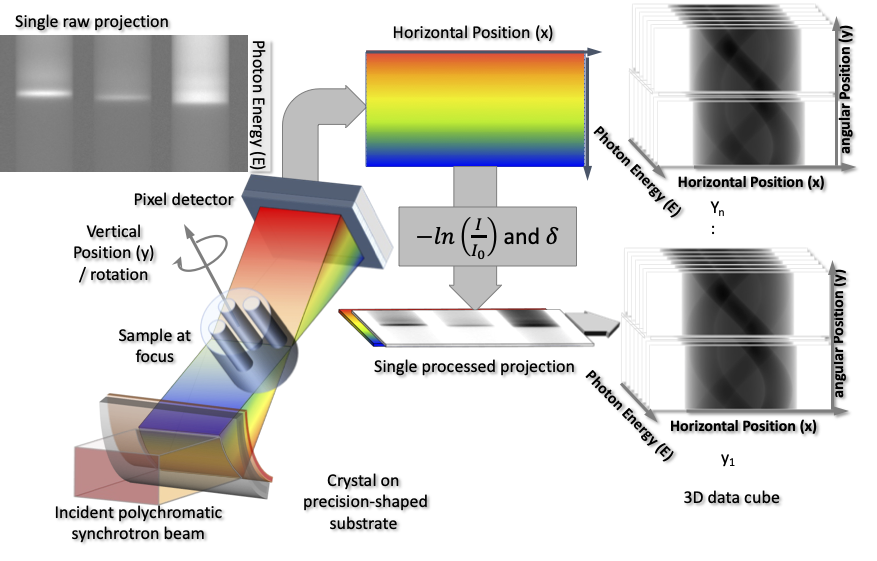 Single raw projection
Photon Energy (E)
Horizontal Position (x)
Pixel detector
Vertical
Position (y)
/ rotation
Sample at
focus
Incident polychromatic
synchrotron beam
Crystal on
precision-shaped
substrate
−ln (I/I₀) and δ
Single processed projection
angular Position (y)
Photon Energy (E)
Horizontal Position (x)
Yₙ
:
angular Position (y)
Photon Energy (E)
Horizontal Position (x)
y₁
3D data cube